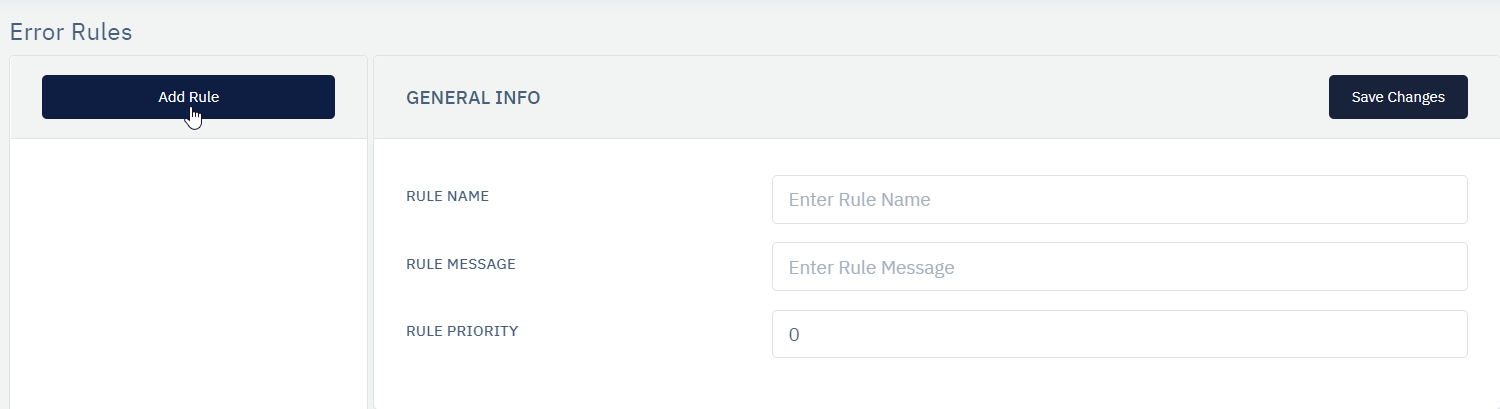 Error Rules
Add Rule
GENERAL INFO
Save Changes
RULE NAME
Enter Rule Name
RULE MESSAGE
Enter Rule Message
RULE PRIORITY
0